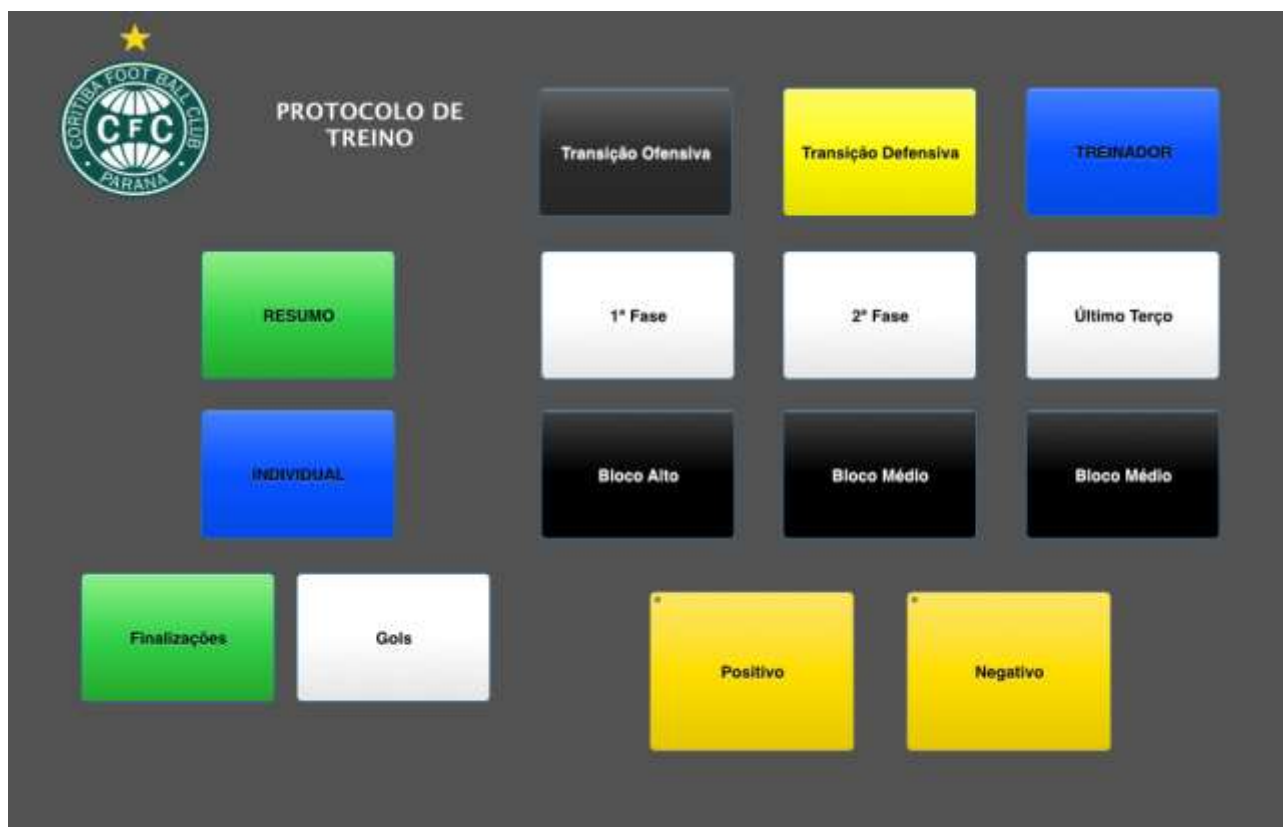 CORITIBA FOOT BALL CLUB
CFC
PARANÁ
PROTOCOLO DE
TREINO
Transição Ofensiva
Transição Defensiva
TREINADOR
RESUMO
1ª Fase
2ª Fase
Último Terço
INDIVIDUAL
Bloco Alto
Bloco Médio
Bloco Médio
Finalizações
Gols
Positivo
Negativo